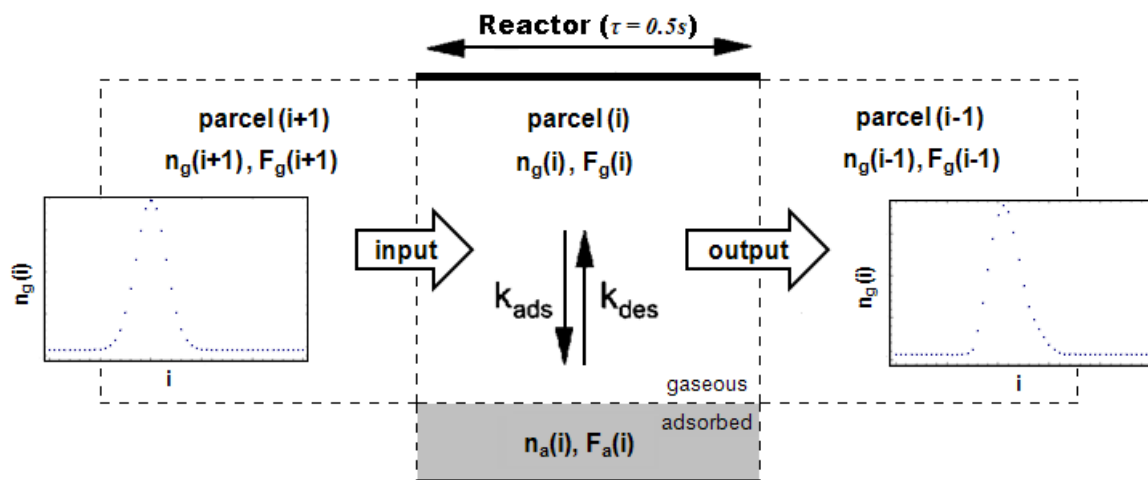 Reactor (τ = 0.5s)
parcel (i+1)
n_g(i+1), F_g(i+1)
parcel (i)
n_g(i), F_g(i)
parcel (i-1)
n_g(i-1), F_g(i-1)
n_g(i)
i
input
k_ads
k_des
output
n_g(i)
i
gaseous
adsorbed
n_a(i), F_a(i)